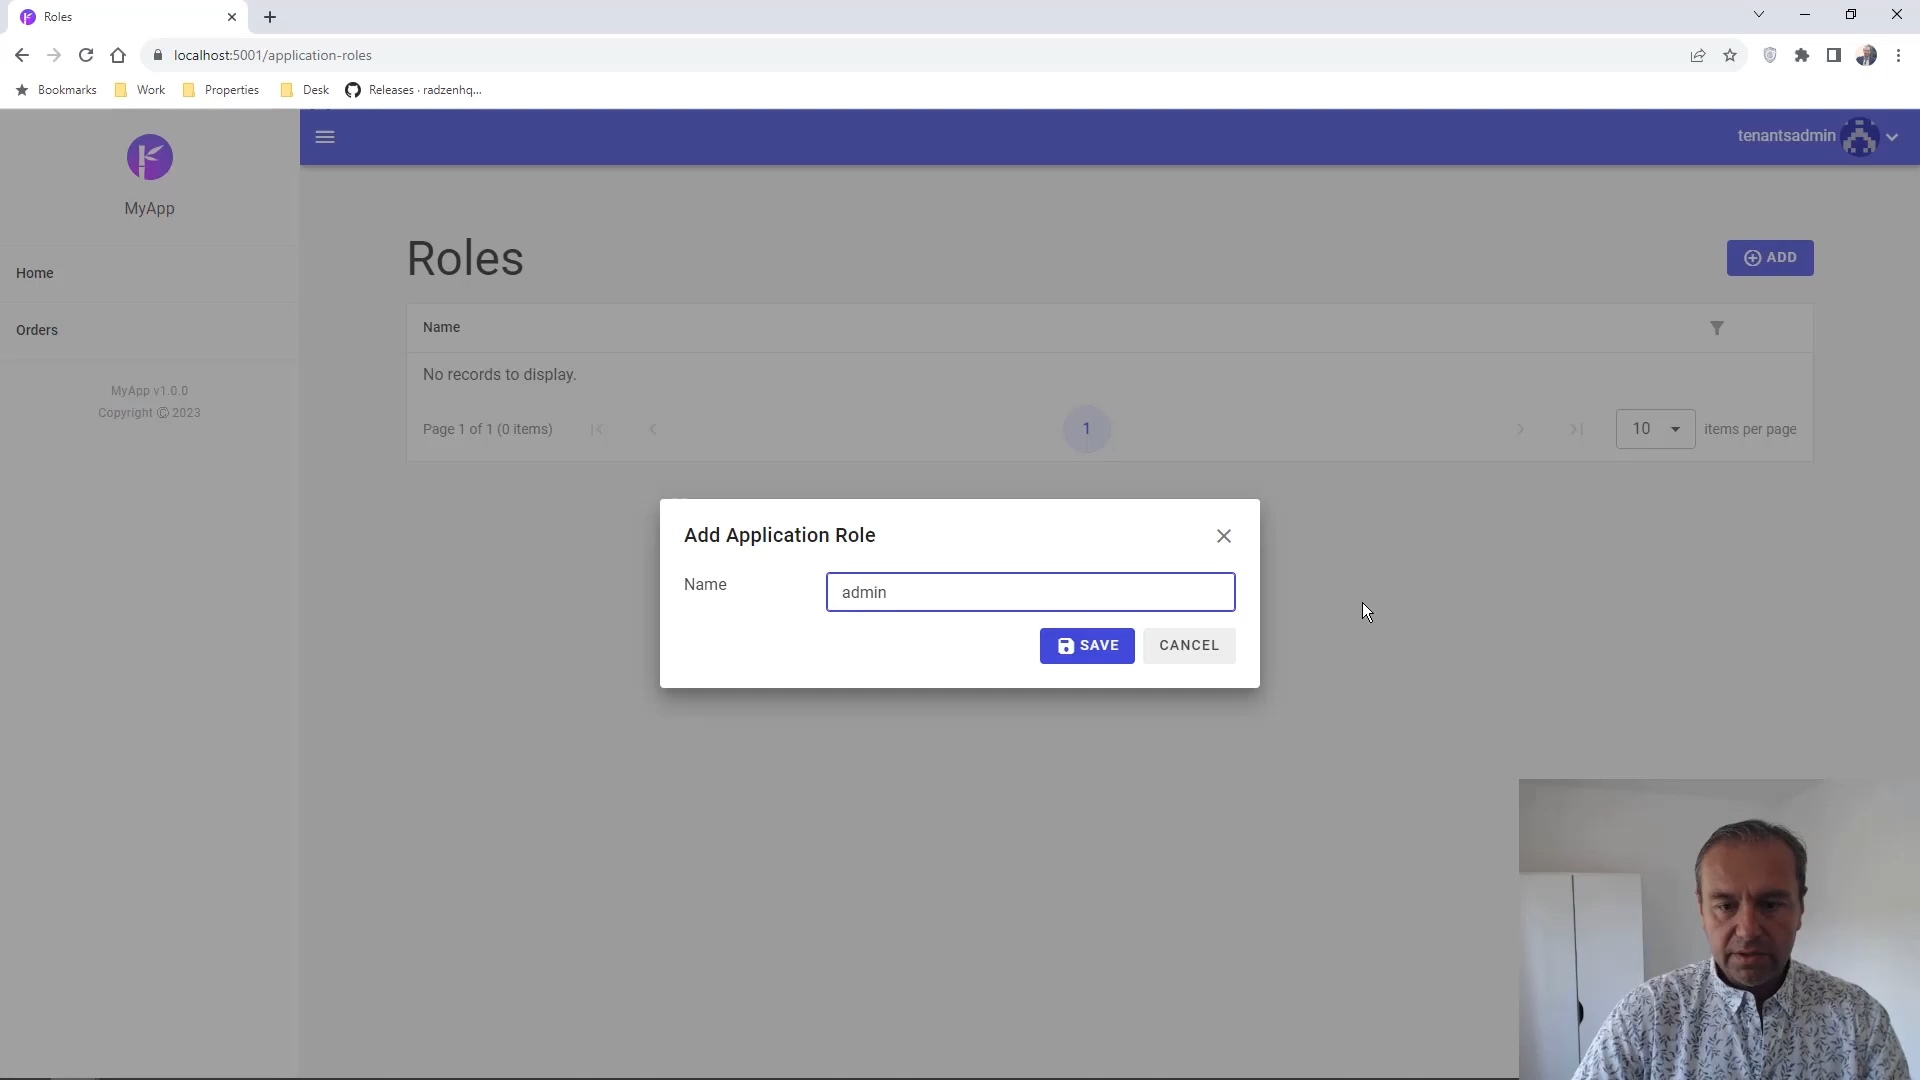 Roles
localhost:5001/application-roles
Bookmarks
Work
Properties
Desk
Releases · radzenhq...
MyApp
tenantsadmin
Home
Orders
MyApp v1.0.0
Copyright © 2023
Roles
ADD
Name
No records to display.
Page 1 of 1 (0 items)
1
10
items per page
Add Application Role
Name
admin
SAVE
CANCEL